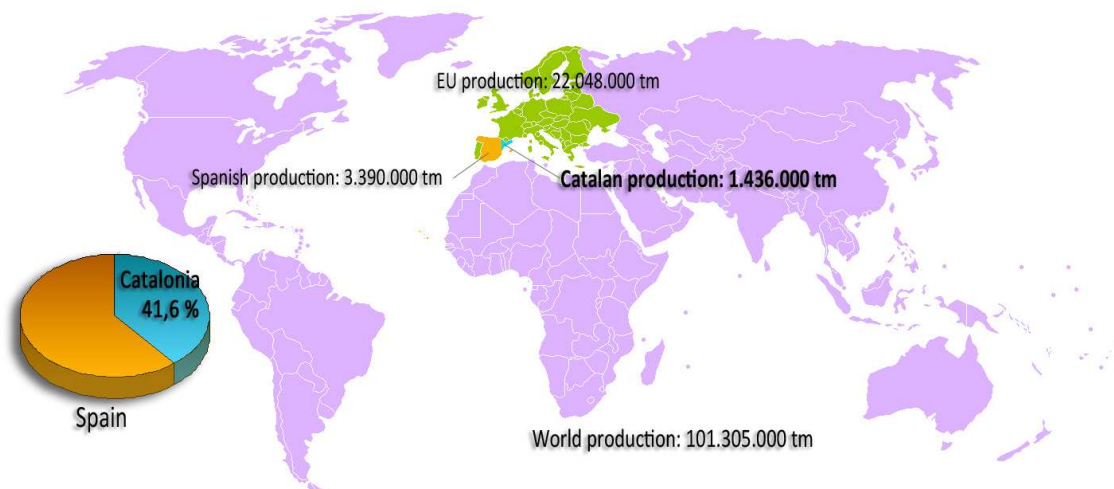 EU production: 22.048.000 tm
Spanish production: 3.390.000 tm
Catalan production: 1.436.000 tm
Catalonia
41,6 %
Spain
World production: 101.305.000 tm